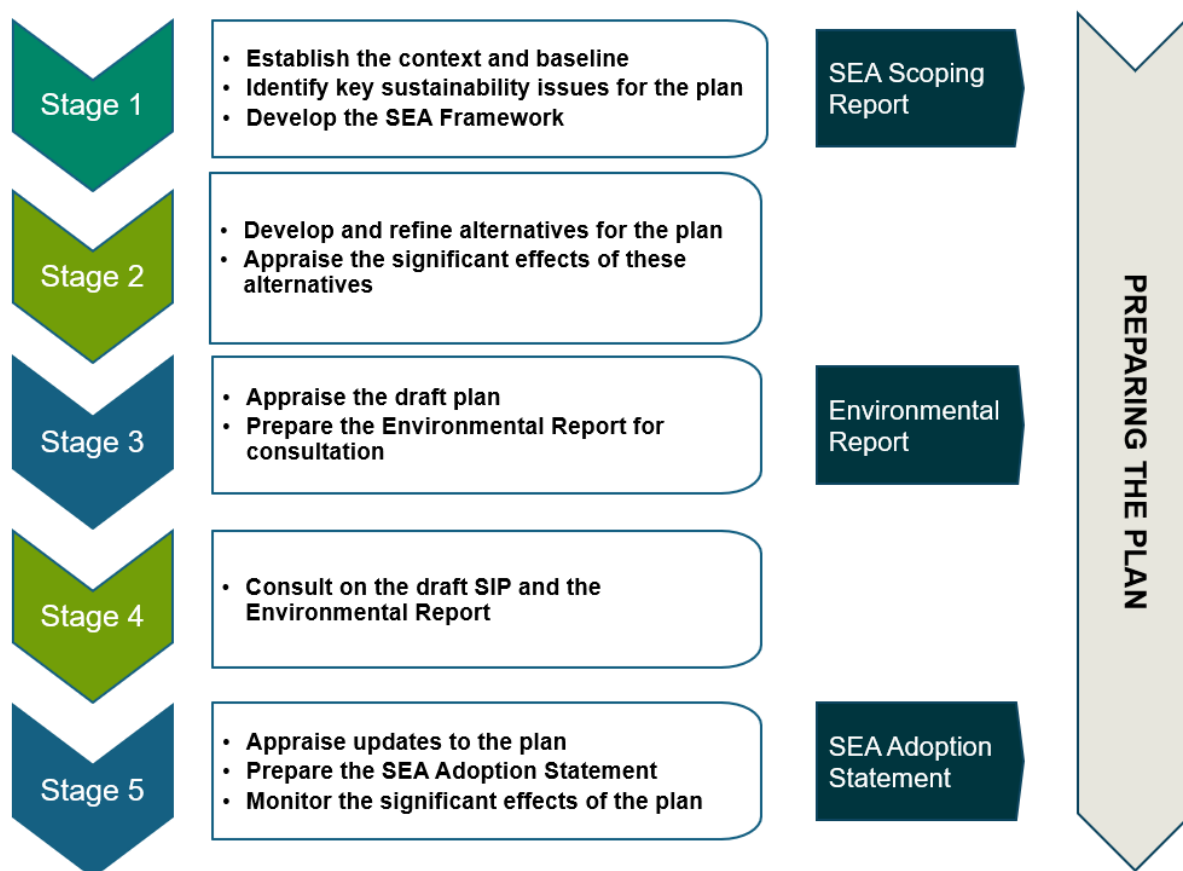 Stage 1
• Establish the context and baseline
• Identify key sustainability issues for the plan
• Develop the SEA Framework
SEA Scoping
Report
Stage 2
• Develop and refine alternatives for the plan
• Appraise the significant effects of these
alternatives
Stage 3
• Appraise the draft plan
• Prepare the Environmental Report for
consultation
Environmental
Report
Stage 4
• Consult on the draft SIP and the
Environmental Report
Stage 5
• Appraise updates to the plan
• Prepare the SEA Adoption Statement
• Monitor the significant effects of the plan
SEA Adoption
Statement
PREPARING THE PLAN